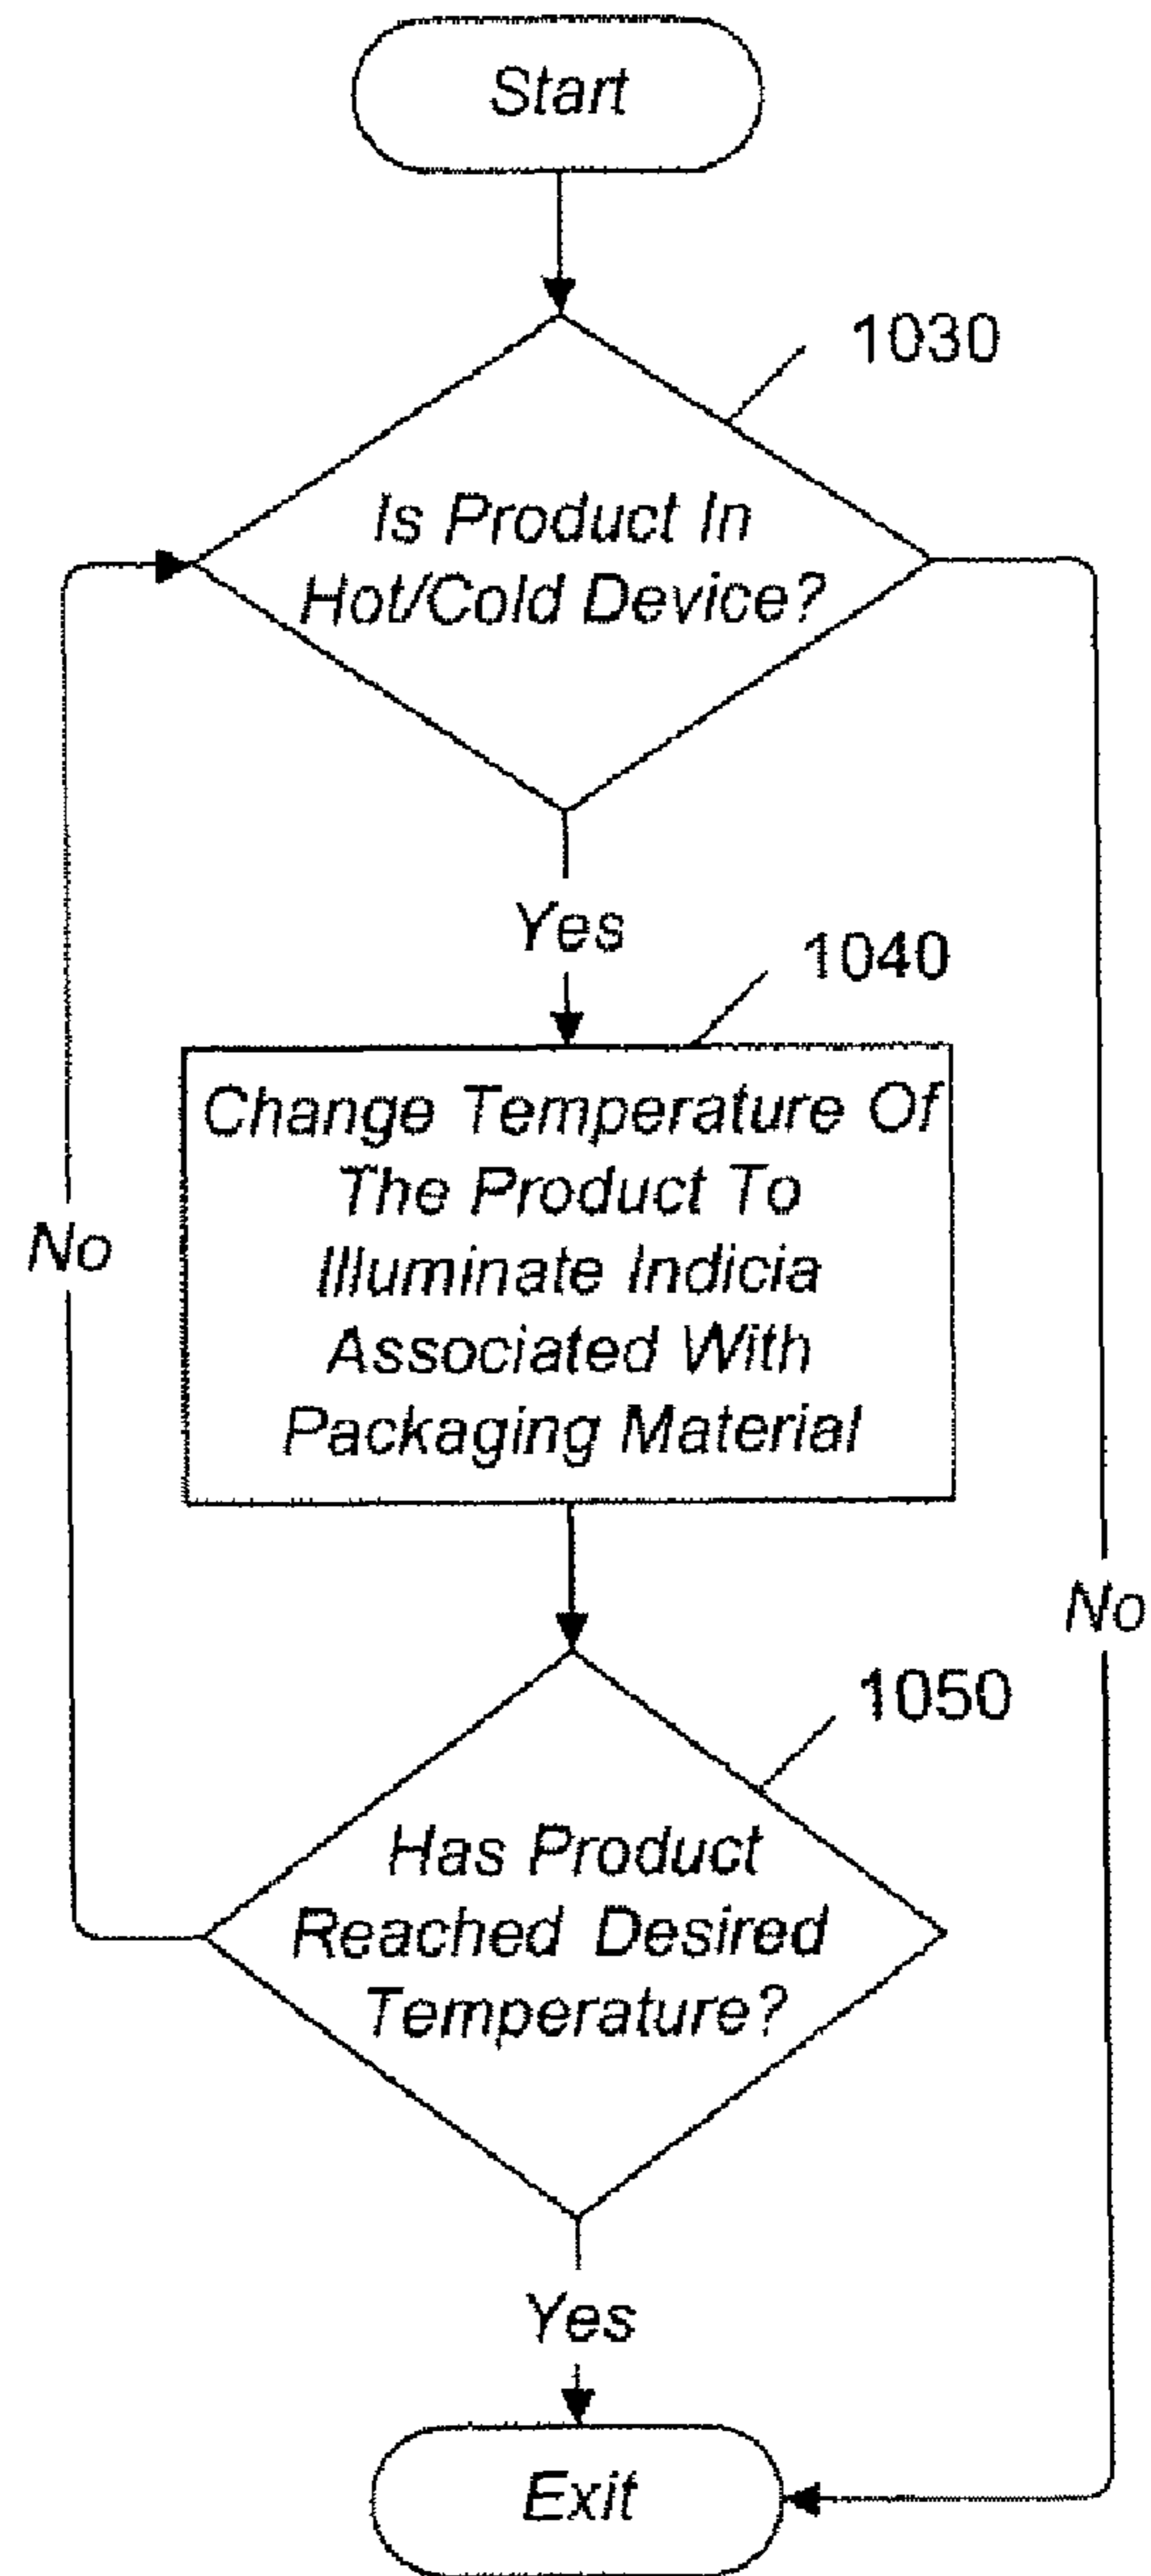 Start
1030
Is Product In
Hot/Cold Device?
Yes
1040
Change Temperature Of
The Product To
Illuminate Indicia
Associated With
Packaging Material
No
No
1050
Has Product
Reached Desired
Temperature?
Yes
Exit